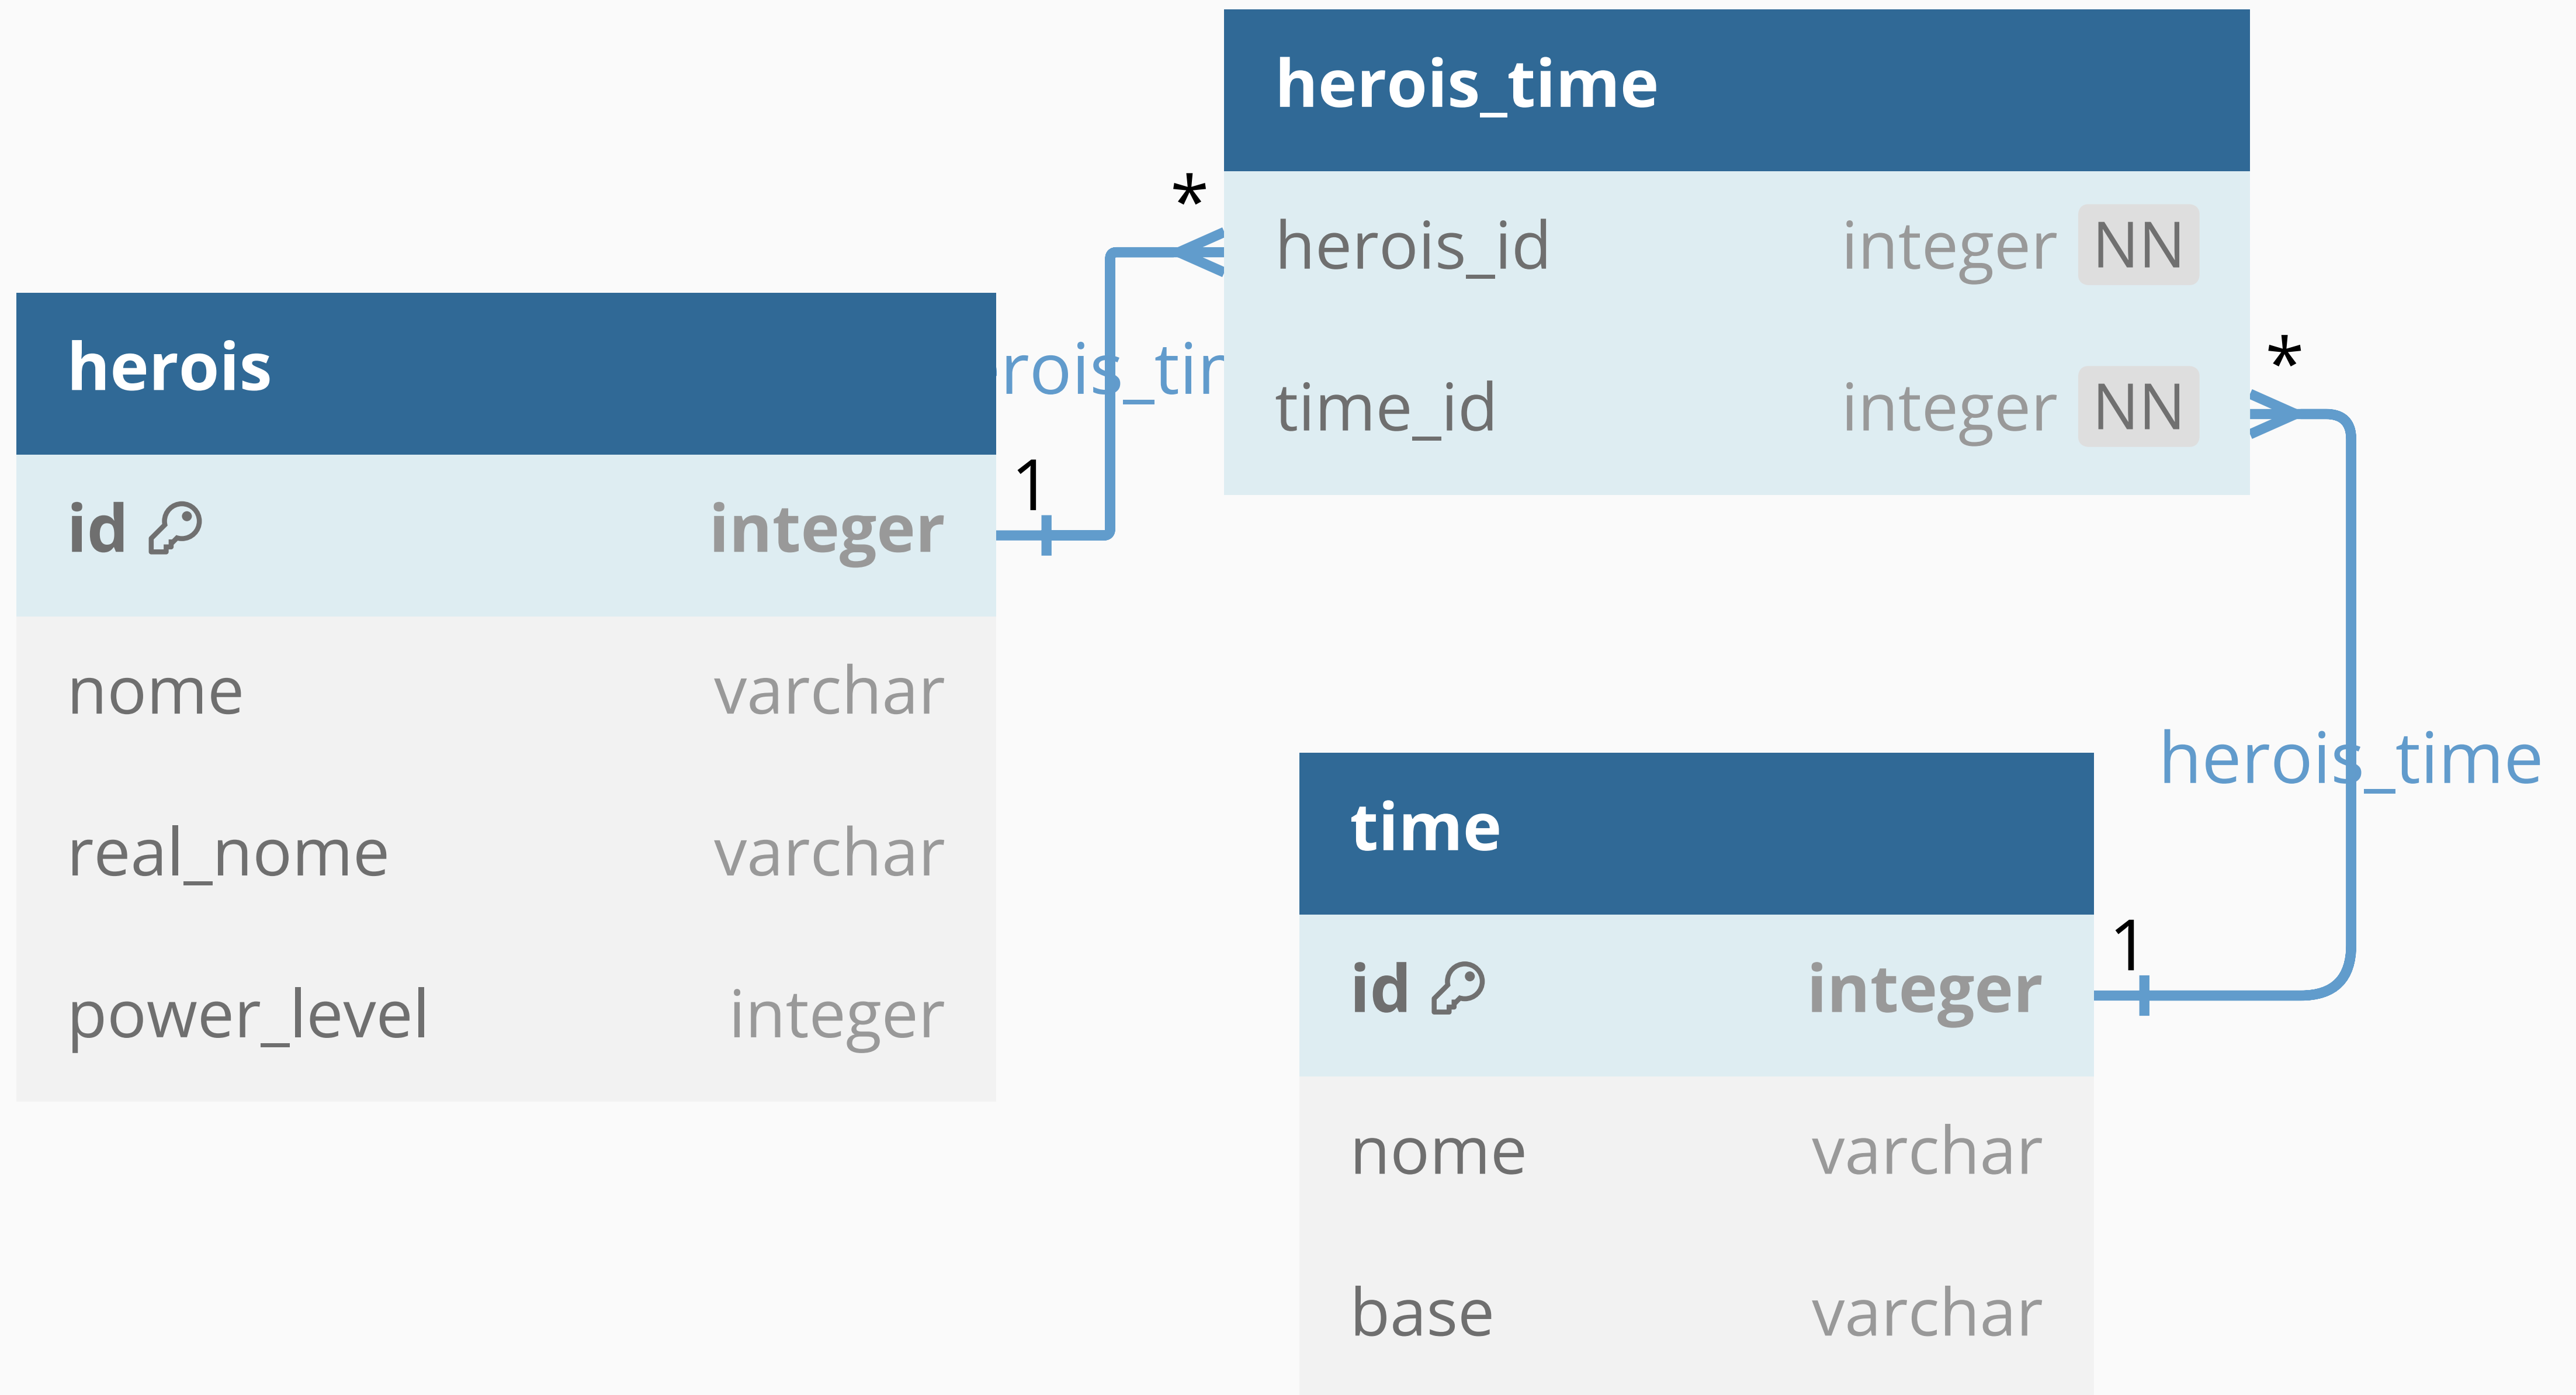 herois_time
herois_id integer NN
time_id integer NN
*
*
herois
id integer
nome varchar
real_nome varchar
power_level integer
1
time
id integer
nome varchar
base varchar
1
herois_time